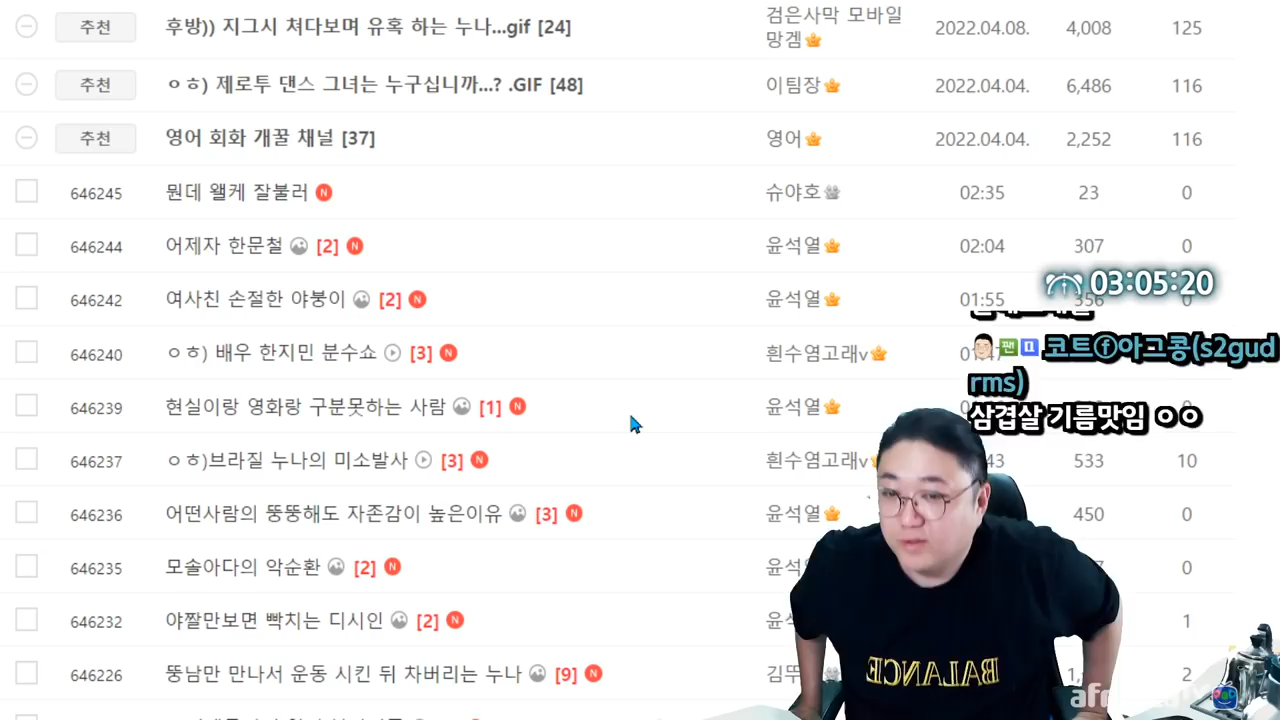 추천 후방)) 지그시 쳐다보며 유혹 하는 누나...gif [24] 검은사막 모바일 망겜 2022.04.08. 4,008 125
추천 ㅇㅎ) 제로투 댄스 그녀는 누구십니까...? .GIF [48] 이팀장 2022.04.04. 6,486 116
추천 영어 회화 개꿀 채널 [37] 영어 2022.04.04. 2,252 116
646245 뭔데 왤케 잘불러 N 슈야호 02:35 23 0
646244 어제자 한문철 [2] N 윤석열 02:04 307 0
646242 여사친 손절한 야붕이 [2] N 윤석열 01:55 356 0
03:05:20
646240 ㅇㅎ) 배우 한지민 분수쇼 [3] N 흰수염고래v
팬 코트ⓕ아그콩(s2gud
rms)
646239 현실이랑 영화랑 구분못하는 사람 [1] N 윤석열
삼겹살 기름맛임 ㅇㅇ
646237 ㅇㅎ)브라질 누나의 미소발사 [3] N 흰수염고래v 43 533 10
646236 어떤사람의 뚱뚱해도 자존감이 높은이유 [3] N 윤석열 450 0
646235 모솔아다의 악순환 [2] N 윤석 0
646232 야짤만보면 빡치는 디시인 [2] N 윤 1
646226 뚱남만 만나서 운동 시킨 뒤 차버리는 누나 [9] N 김뚜 2
BALANCE